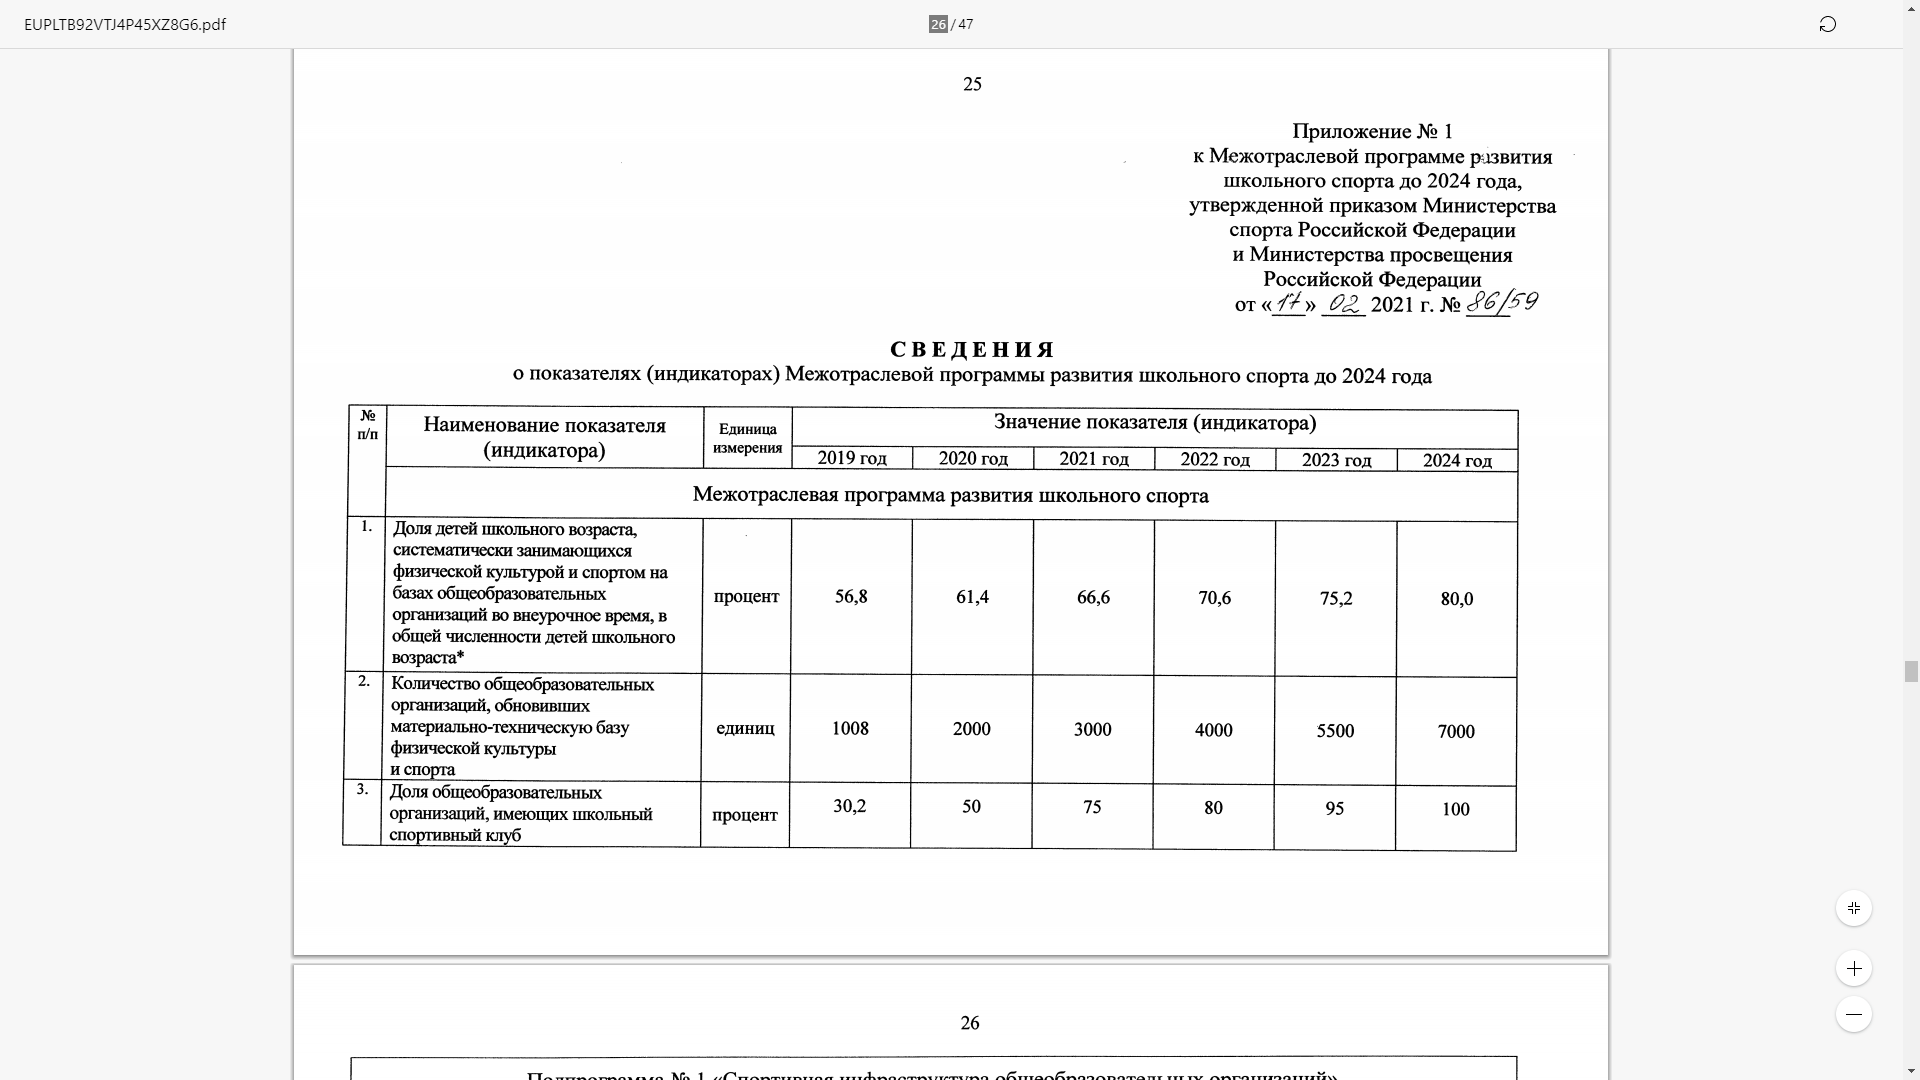 EUPLTB92VTJ4P45XZ8G6.pdf
26 / 47
25
Приложение № 1
к Межотраслевой программе развития
школьного спорта до 2024 года,
утвержденной приказом Министерства
спорта Российской Федерации
и Министерства просвещения
Российской Федерации
от «17» 02 2021 г. № 86/59
СВЕДЕНИЯ
о показателях (индикаторах) Межотраслевой программы развития школьного спорта до 2024 года
№ п/п
Наименование показателя
(индикатора)
Единица
измерения
Значение показателя (индикатора)
2019 год 2020 год 2021 год 2022 год 2023 год 2024 год
Межотраслевая программа развития школьного спорта
1.
Доля детей школьного возраста,
систематически занимающихся
физической культурой и спортом на
базах общеобразовательных
организаций во внеурочное время, в
общей численности детей школьного
возраста*
процент 56,8 61,4 66,6 70,6 75,2 80,0
2.
Количество общеобразовательных
организаций, обновивших
материально-техническую базу
физической культуры
и спорта
единиц 1008 2000 3000 4000 5500 7000
3.
Доля общеобразовательных
организаций, имеющих школьный
спортивный клуб
процент 30,2 50 75 80 95 100
26
Подпрограмма № 1 «Спортивная инфраструктура общеобразовательных организаций»